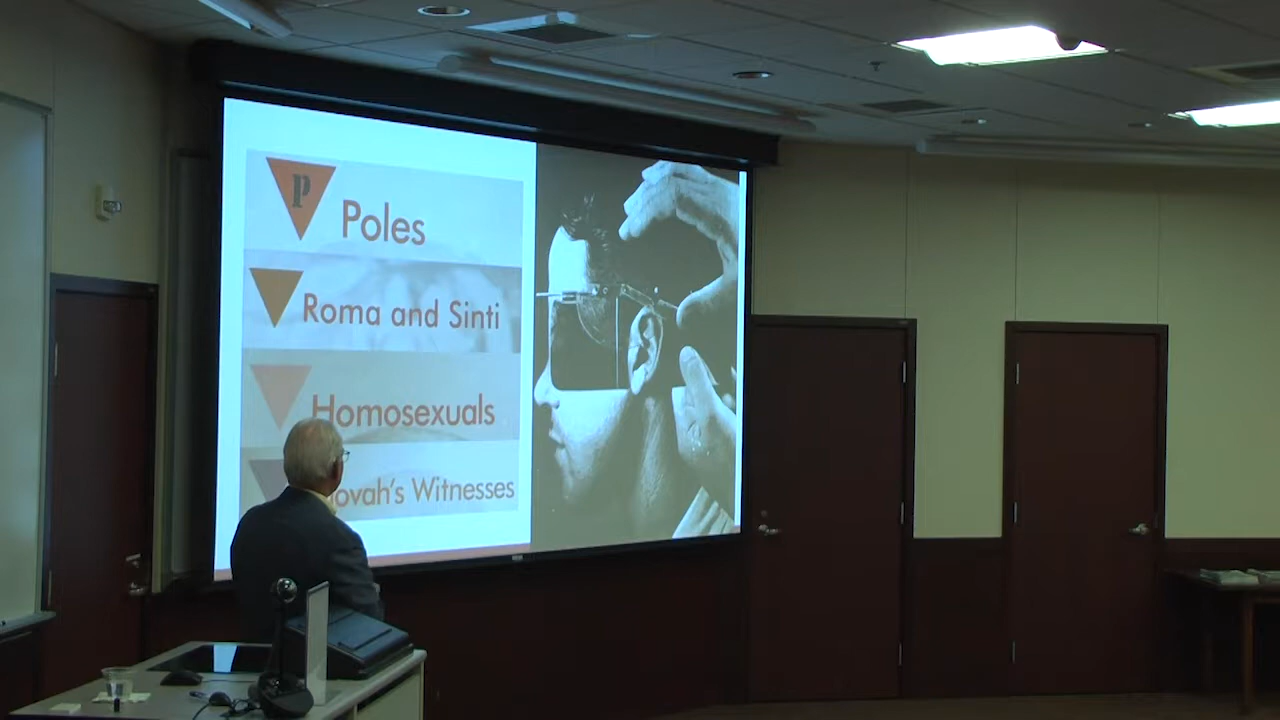 P
Poles
Roma and Sinti
Homosexuals
ovah's Witnesses